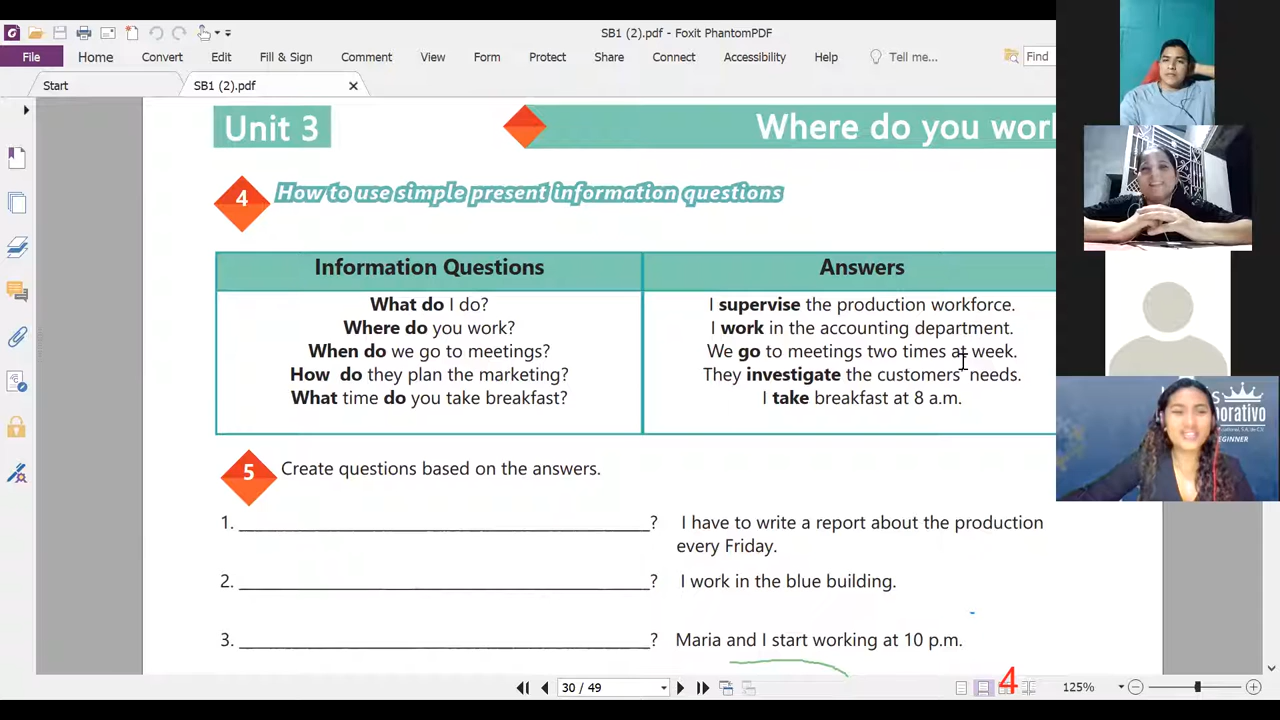 SB1 (2).pdf - Foxit PhantomPDF
File Home Convert Edit Fill & Sign Comment View Form Protect Share Connect Accessibility Help Tell me... Find
Start SB1 (2).pdf
Unit 3 Where do you work
4 How to use simple present information questions
Information Questions Answers
What do I do? I supervise the production workforce.
Where do you work? I work in the accounting department.
When do we go to meetings? We go to meetings two times at week.
How do they plan the marketing? They investigate the customers' needs.
What time do you take breakfast? I take breakfast at 8 a.m.
5 Create questions based on the answers.
1. ? I have to write a report about the production
every Friday.
2. ? I work in the blue building.
3. ? Maria and I start working at 10 p.m.
30 / 49 4 125%